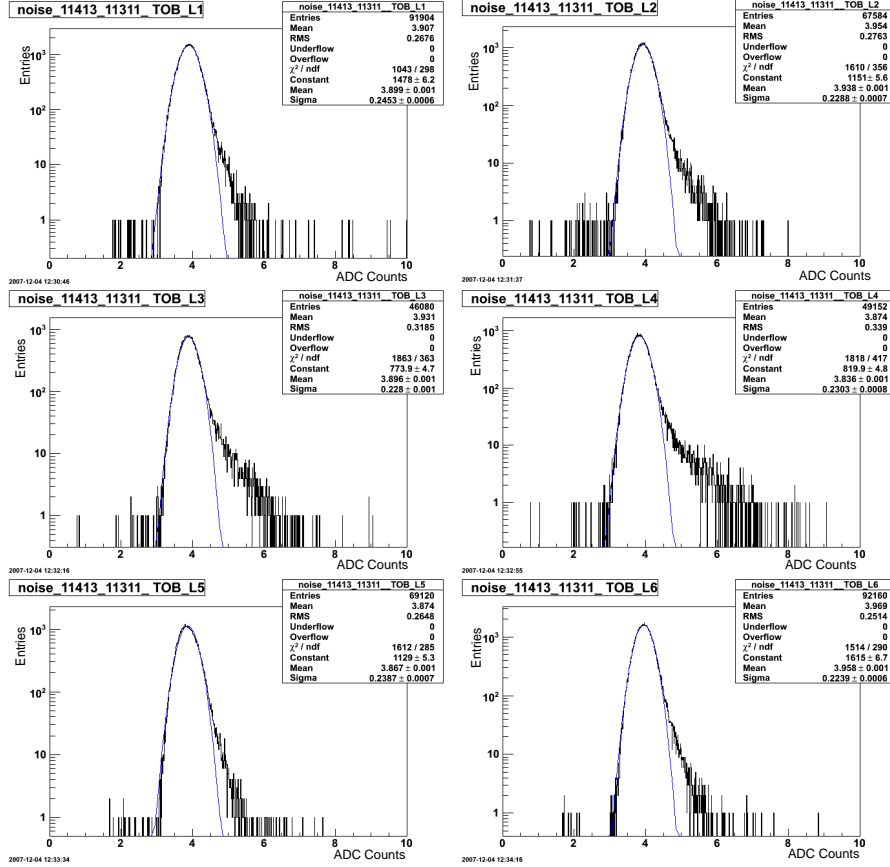 noise_11413_11311__TOB_L1
noise_11413_11311__TOB_L1
Entries 91904
Mean 3.907
RMS 0.2676
Underflow 0
Overflow 0
χ² / ndf 1043 / 298
Constant 1478 ± 6.2
Mean 3.899 ± 0.001
Sigma 0.2453 ± 0.0006
Entries
10³
10²
10
1
0 2 4 6 8 10
ADC Counts
2007-12-04 12:30:46
noise_11413_11311__TOB_L2
noise_11413_11311__TOB_L2
Entries 67584
Mean 3.954
RMS 0.2763
Underflow 0
Overflow 0
χ² / ndf 1610 / 356
Constant 1151 ± 5.6
Mean 3.938 ± 0.001
Sigma 0.2288 ± 0.0007
Entries
10³
10²
10
1
0 2 4 6 8 10
ADC Counts
2007-12-04 12:31:37
noise_11413_11311__TOB_L3
noise_11413_11311__TOB_L3
Entries 46080
Mean 3.931
RMS 0.3185
Underflow 0
Overflow 0
χ² / ndf 1863 / 363
Constant 773.9 ± 4.7
Mean 3.896 ± 0.001
Sigma 0.228 ± 0.001
Entries
10³
10²
10
1
0 2 4 6 8 10
ADC Counts
2007-12-04 12:32:16
noise_11413_11311__TOB_L4
noise_11413_11311__TOB_L4
Entries 49152
Mean 3.874
RMS 0.339
Underflow 0
Overflow 0
χ² / ndf 1818 / 417
Constant 819.9 ± 4.8
Mean 3.836 ± 0.001
Sigma 0.2303 ± 0.0008
Entries
10³
10²
10
1
0 2 4 6 8 10
ADC Counts
2007-12-04 12:32:55
noise_11413_11311__TOB_L5
noise_11413_11311__TOB_L5
Entries 69120
Mean 3.874
RMS 0.2648
Underflow 0
Overflow 0
χ² / ndf 1612 / 285
Constant 1129 ± 5.3
Mean 3.867 ± 0.001
Sigma 0.2387 ± 0.0007
Entries
10³
10²
10
1
0 2 4 6 8 10
ADC Counts
2007-12-04 12:33:34
noise_11413_11311__TOB_L6
noise_11413_11311__TOB_L6
Entries 92160
Mean 3.969
RMS 0.2514
Underflow 0
Overflow 0
χ² / ndf 1514 / 290
Constant 1615 ± 6.7
Mean 3.958 ± 0.001
Sigma 0.2239 ± 0.0006
Entries
10³
10²
10
1
0 2 4 6 8 10
ADC Counts
2007-12-04 12:34:16